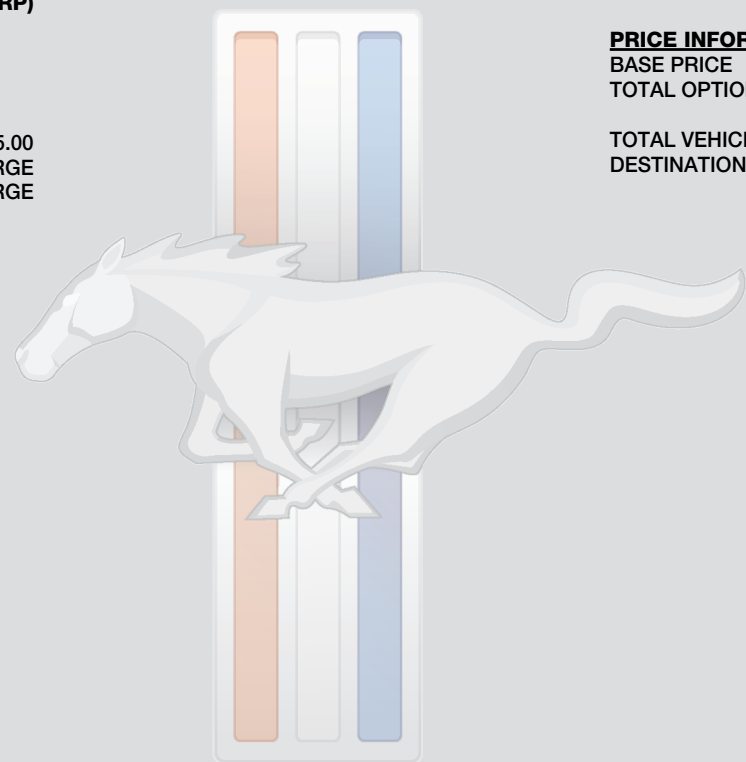 RP)
5.00
RGE
RGE
PRICE INFOR
BASE PRICE
TOTAL OPTIO
TOTAL VEHICL
DESTINATION